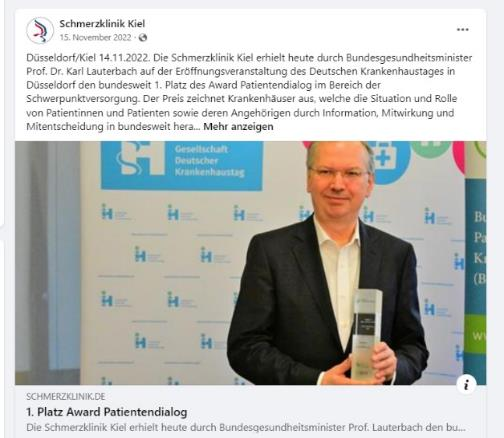 Schmerzklinik Kiel
15. November 2022 ·
Düsseldorf/Kiel 14.11.2022. Die Schmerzklinik Kiel erhielt heute durch Bundesgesundheitsminister
Prof. Dr. Karl Lauterbach auf der Eröffnungsveranstaltung des Deutschen Krankenhaustages in
Düsseldorf den bundesweit 1. Platz des Award Patientendialog im Bereich der
Schwerpunktversorgung. Der Preis zeichnet Krankenhäuser aus, welche die Situation und Rolle
von Patientinnen und Patienten sowie deren Angehörigen durch Information, Mitwirkung und
Mitentscheidung in bundesweit hera... Mehr anzeigen
Gesellschaft
Deutscher
Krankenhaustag
SCHMERZKLINIK.DE
1. Platz Award Patientendialog
Die Schmerzklinik Kiel erhielt heute durch Bundesgesundheitsminister Prof. Lauterbach den bu...